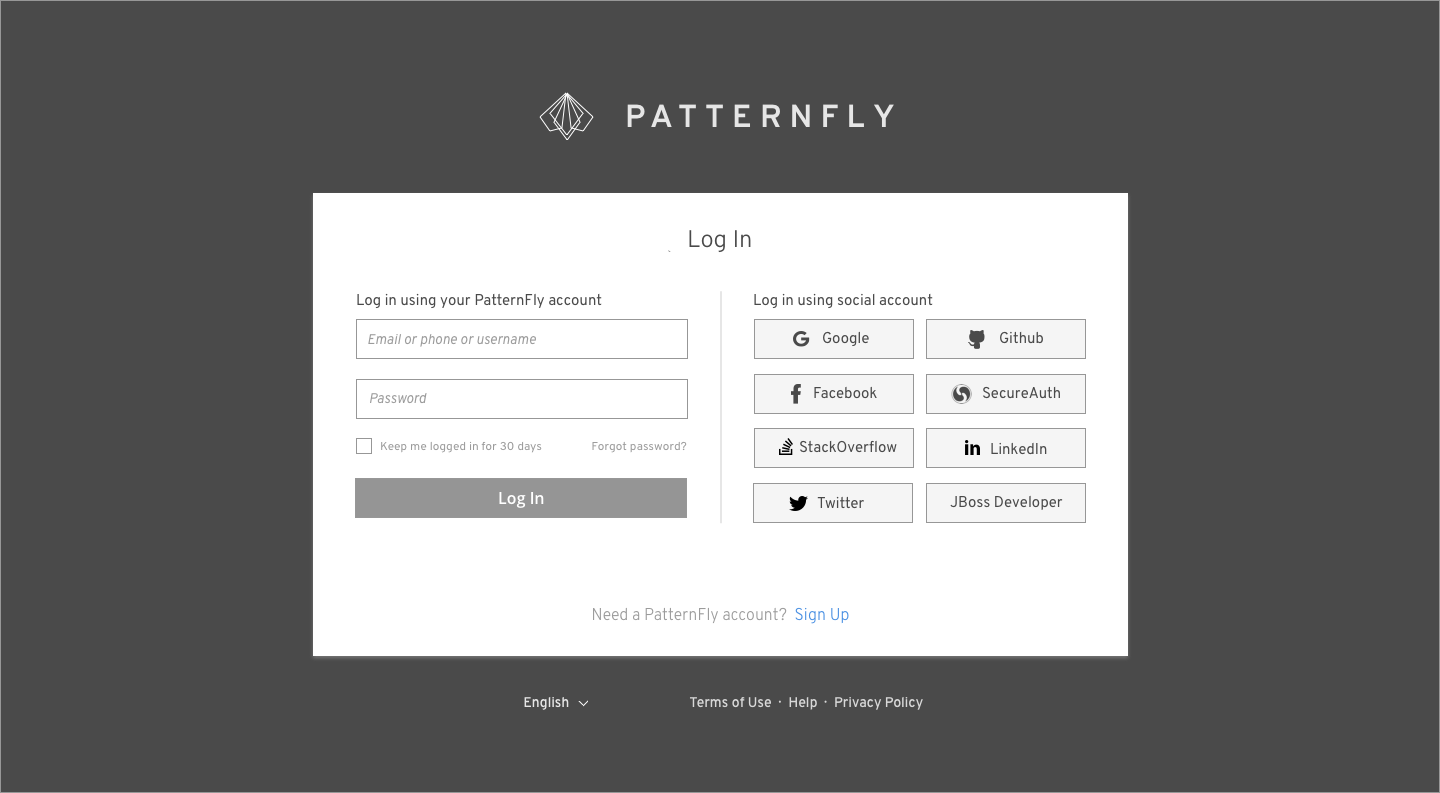 PATTERNFLY
Log In
Log in using your PatternFly account
Email or phone or username
Password
Keep me logged in for 30 days
Forgot password?
Log In
Log in using social account
Google
Github
Facebook
SecureAuth
StackOverflow
LinkedIn
Twitter
JBoss Developer
Need a PatternFly account? Sign Up
English
Terms of Use · Help · Privacy Policy